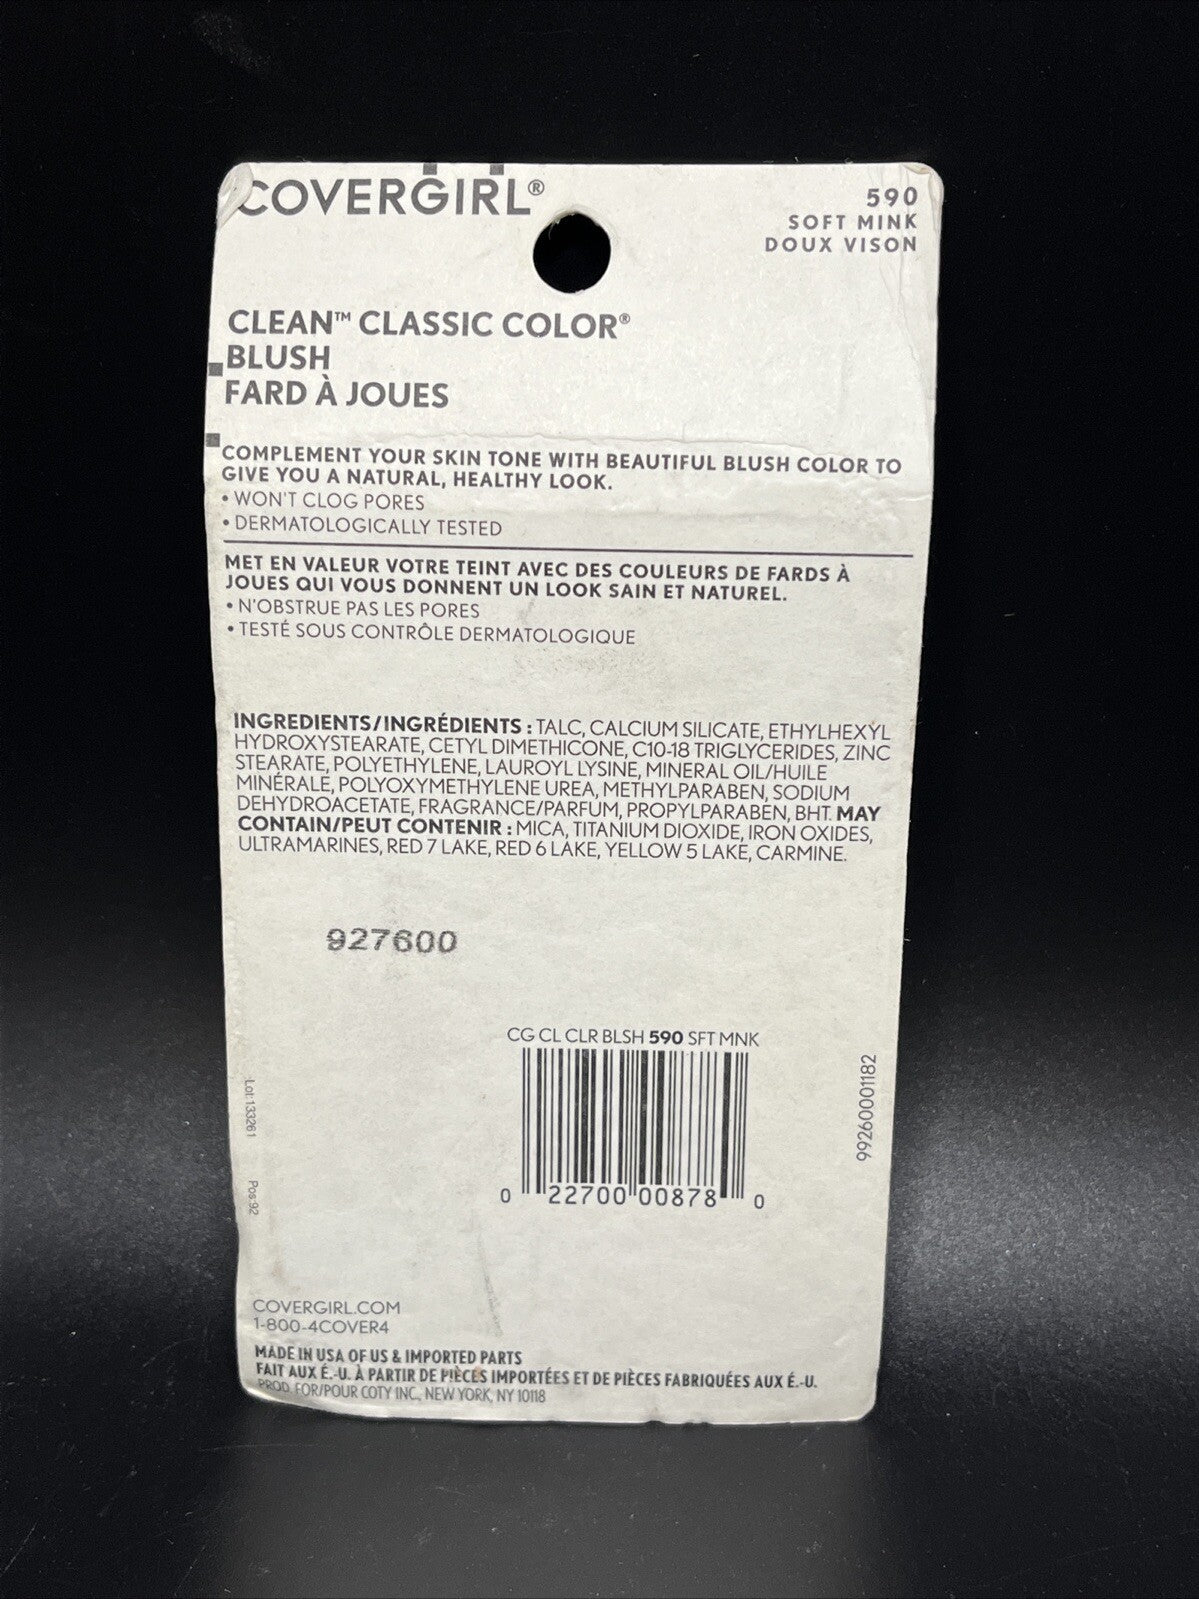 COVERGIRL®
590
SOFT MINK
DOUX VISON
CLEAN™ CLASSIC COLOR®
BLUSH
FARD À JOUES
COMPLEMENT YOUR SKIN TONE WITH BEAUTIFUL BLUSH COLOR TO
GIVE YOU A NATURAL, HEALTHY LOOK.
• WON'T CLOG PORES
• DERMATOLOGICALLY TESTED
MET EN VALEUR VOTRE TEINT AVEC DES COULEURS DE FARDS À
JOUES QUI VOUS DONNENT UN LOOK SAIN ET NATUREL.
• N'OBSTRUE PAS LES PORES
• TESTÉ SOUS CONTRÔLE DERMATOLOGIQUE
INGREDIENTS/INGRÉDIENTS : TALC, CALCIUM SILICATE, ETHYLHEXYL
HYDROXYSTEARATE, CETYL DIMETHICONE, C10-18 TRIGLYCERIDES, ZINC
STEARATE, POLYETHYLENE, LAUROYL LYSINE, MINERAL OIL/HUILE
MINÉRALE, POLYOXYMETHYLENE UREA, METHYLPARABEN, SODIUM
DEHYDROACETATE, FRAGRANCE/PARFUM, PROPYLPARABEN, BHT. MAY
CONTAIN/PEUT CONTENIR : MICA, TITANIUM DIOXIDE, IRON OXIDES,
ULTRAMARINES, RED 7 LAKE, RED 6 LAKE, YELLOW 5 LAKE, CARMINE.
927600
CG CL CLR BLSH 590 SFT MNK
0 22700 00878 0
99260001182
Lot:133261 Pos:92
COVERGIRL.COM
1-800-4COVER4
MADE IN USA OF US & IMPORTED PARTS
FAIT AUX É.-U. À PARTIR DE PIÈCES IMPORTÉES ET DE PIÈCES FABRIQUÉES AUX É.-U.
PROD. FOR/POUR COTY INC., NEW YORK, NY 10118